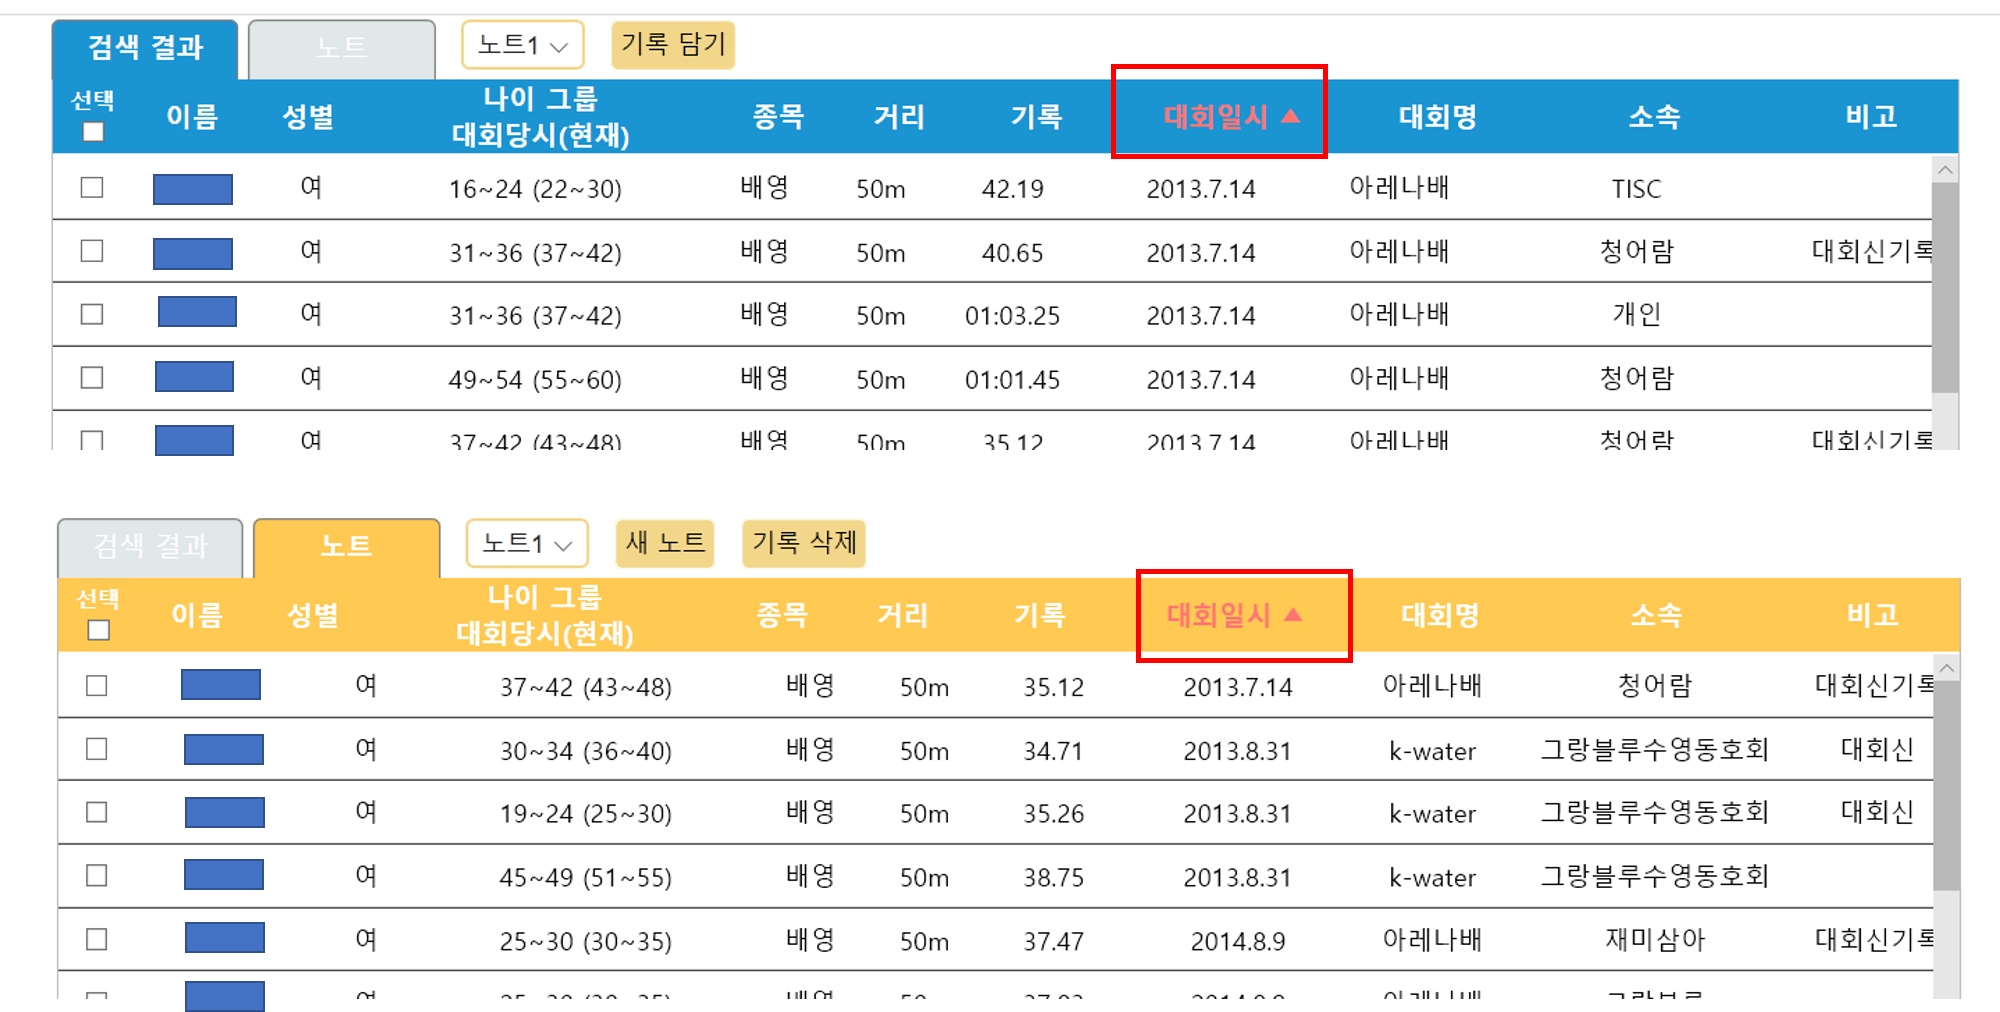 검색 결과 노트 노트1 기록 담기
선택 이름 성별 나이 그룹 대회당시(현재) 종목 거리 기록 대회일시 ▲ 대회명 소속 비고
여 16~24 (22~30) 배영 50m 42.19 2013.7.14 아레나배 TISC
여 31~36 (37~42) 배영 50m 40.65 2013.7.14 아레나배 청어람 대회신기록
여 31~36 (37~42) 배영 50m 01:03.25 2013.7.14 아레나배 개인
여 49~54 (55~60) 배영 50m 01:01.45 2013.7.14 아레나배 청어람
여 37~42 (43~48) 배영 50m 35.12 2013.7.14 아레나배 청어람 대회신기록
검색 결과 노트 노트1 새 노트 기록 삭제
선택 이름 성별 나이 그룹 대회당시(현재) 종목 거리 기록 대회일시 ▲ 대회명 소속 비고
여 37~42 (43~48) 배영 50m 35.12 2013.7.14 아레나배 청어람 대회신기록
여 30~34 (36~40) 배영 50m 34.71 2013.8.31 k-water 그랑블루수영동호회 대회신
여 19~24 (25~30) 배영 50m 35.26 2013.8.31 k-water 그랑블루수영동호회 대회신
여 45~49 (51~55) 배영 50m 38.75 2013.8.31 k-water 그랑블루수영동호회
여 25~30 (30~35) 배영 50m 37.47 2014.8.9 아레나배 재미삼아 대회신기록
여 25~30 (30~35) 배영 50m 2014.8.9 아레나배